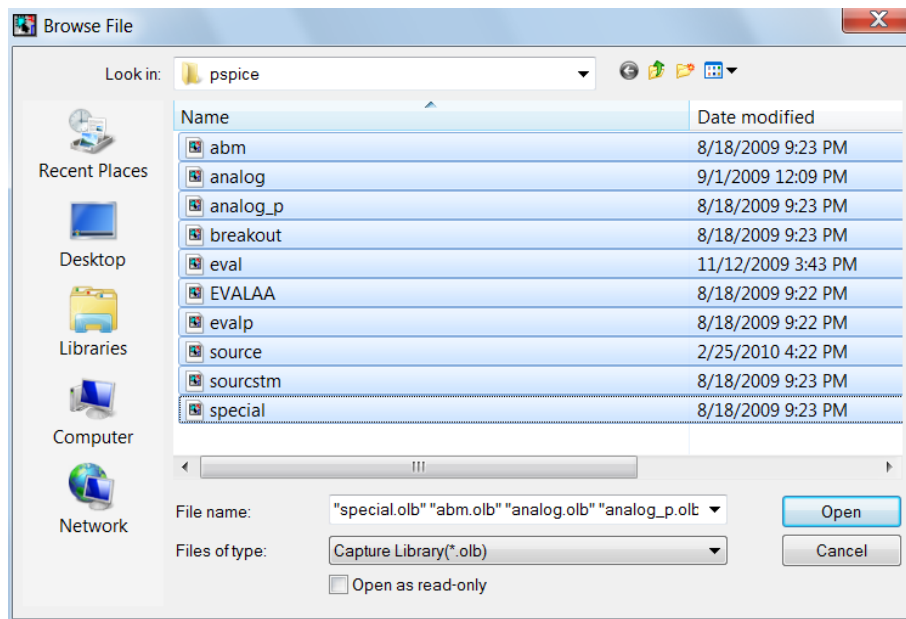 Browse File
Look in: pspice
Name Date modified
abm 8/18/2009 9:23 PM
analog 9/1/2009 12:09 PM
analog_p 8/18/2009 9:23 PM
breakout 8/18/2009 9:23 PM
eval 11/12/2009 3:43 PM
EVALAA 8/18/2009 9:22 PM
evalp 8/18/2009 9:22 PM
source 2/25/2010 4:22 PM
sourcstm 8/18/2009 9:23 PM
special 8/18/2009 9:23 PM
Recent Places
Desktop
Libraries
Computer
Network
File name: "special.olb" "abm.olb" "analog.olb" "analog_p.olb Open
Files of type: Capture Library(*.olb) Cancel
Open as read-only